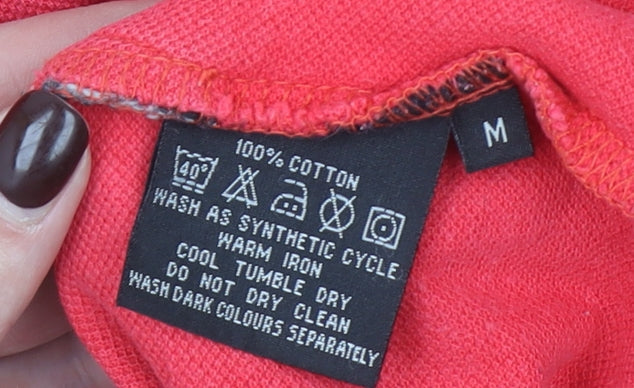 100% COTTON
40°
WASH AS SYNTHETIC CYCLE
WARM IRON
COOL TUMBLE DRY
DO NOT DRY CLEAN
WASH DARK COLOURS SEPARATELY
M